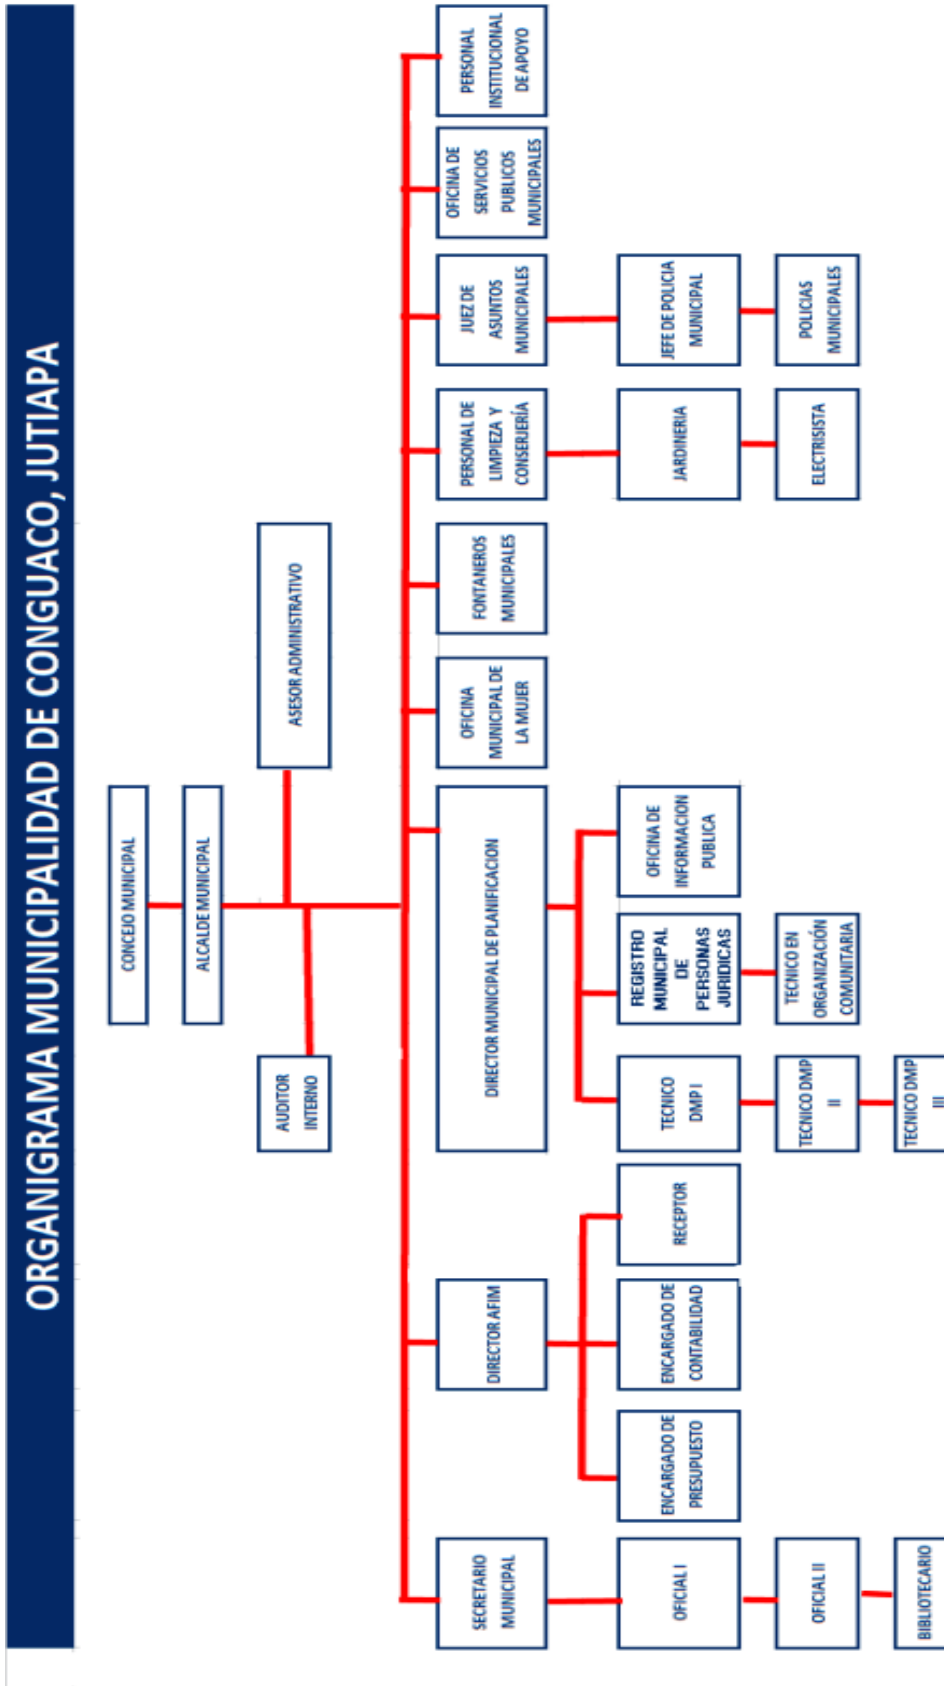 ORGANIGRAMA MUNICIPALIDAD DE CONGUACO, JUTIAPA
CONCEJO MUNICIPAL
ALCALDE MUNICIPAL
AUDITOR
INTERNO
ASESOR ADMINISTRATIVO
SECRETARIO
MUNICIPAL
DIRECTOR AFIM
DIRECTOR MUNICIPAL DE PLANIFICACION
OFICINA
MUNICIPAL DE
LA MUJER
FONTANEROS
MUNICIPALES
PERSONAL DE
LIMPIEZA Y
CONSERJERÍA
JUEZ DE
ASUNTOS
MUNICIPALES
OFICINA DE
SERVICIOS
PUBLICOS
MUNICIPALES
PERSONAL
INSTITUCIONAL
DE APOYO
OFICIAL I
ENCARGADO DE
PRESUPUESTO
ENCARGADO DE
CONTABILIDAD
RECEPTOR
TECNICO
DMP I
REGISTRO
MUNICIPAL
DE
PERSONAS
JURIDICAS
OFICINA DE
INFORMACION
PUBLICA
JARDINERIA
JEFE DE POLICIA
MUNICIPAL
OFICIAL II
TECNICO DMP
II
TECNICO EN
ORGANIZACIÓN
COMUNITARIA
ELECTRISISTA
POLICIAS
MUNICIPALES
BIBLIOTECARIO
TECNICO DMP
III